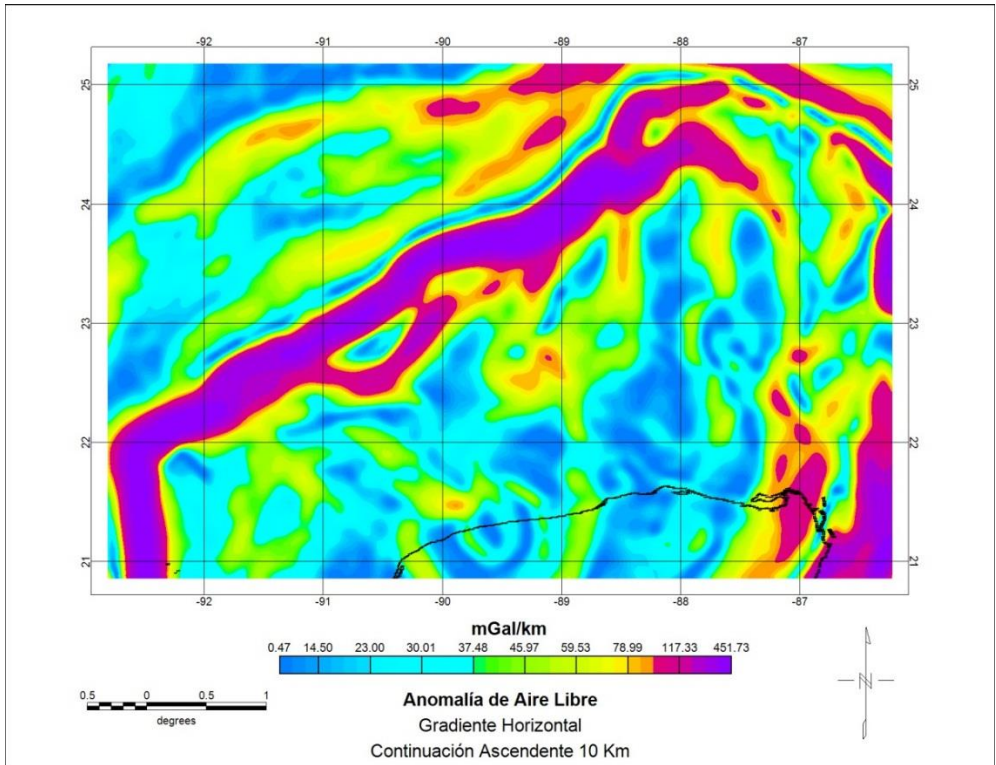 -92 -91 -90 -89 -88 -87
25 25
24 24
23 23
22 22
21 21
-92 -91 -90 -89 -88 -87
mGal/km
0.47 14.50 23.00 30.01 37.48 45.97 59.53 78.99 117.33 451.73
0.5 0 0.5 1
degrees
Anomalía de Aire Libre
Gradiente Horizontal
Continuación Ascendente 10 Km
N